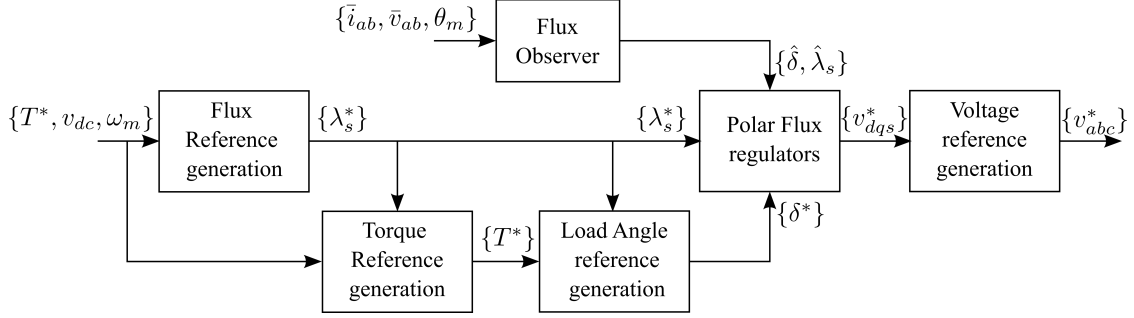 {i̅_ab, v̅_ab, θ_m}
Flux
Observer
{δ̂, λ̂_s}
{T*, v_dc, ω_m}
Flux
Reference
generation
{λ*_s}
{λ*_s}
Polar Flux
regulators
{v*_dqs}
Voltage
reference
generation
{v*_abc}
Torque
Reference
generation
{T*}
Load Angle
reference
generation
{δ*}